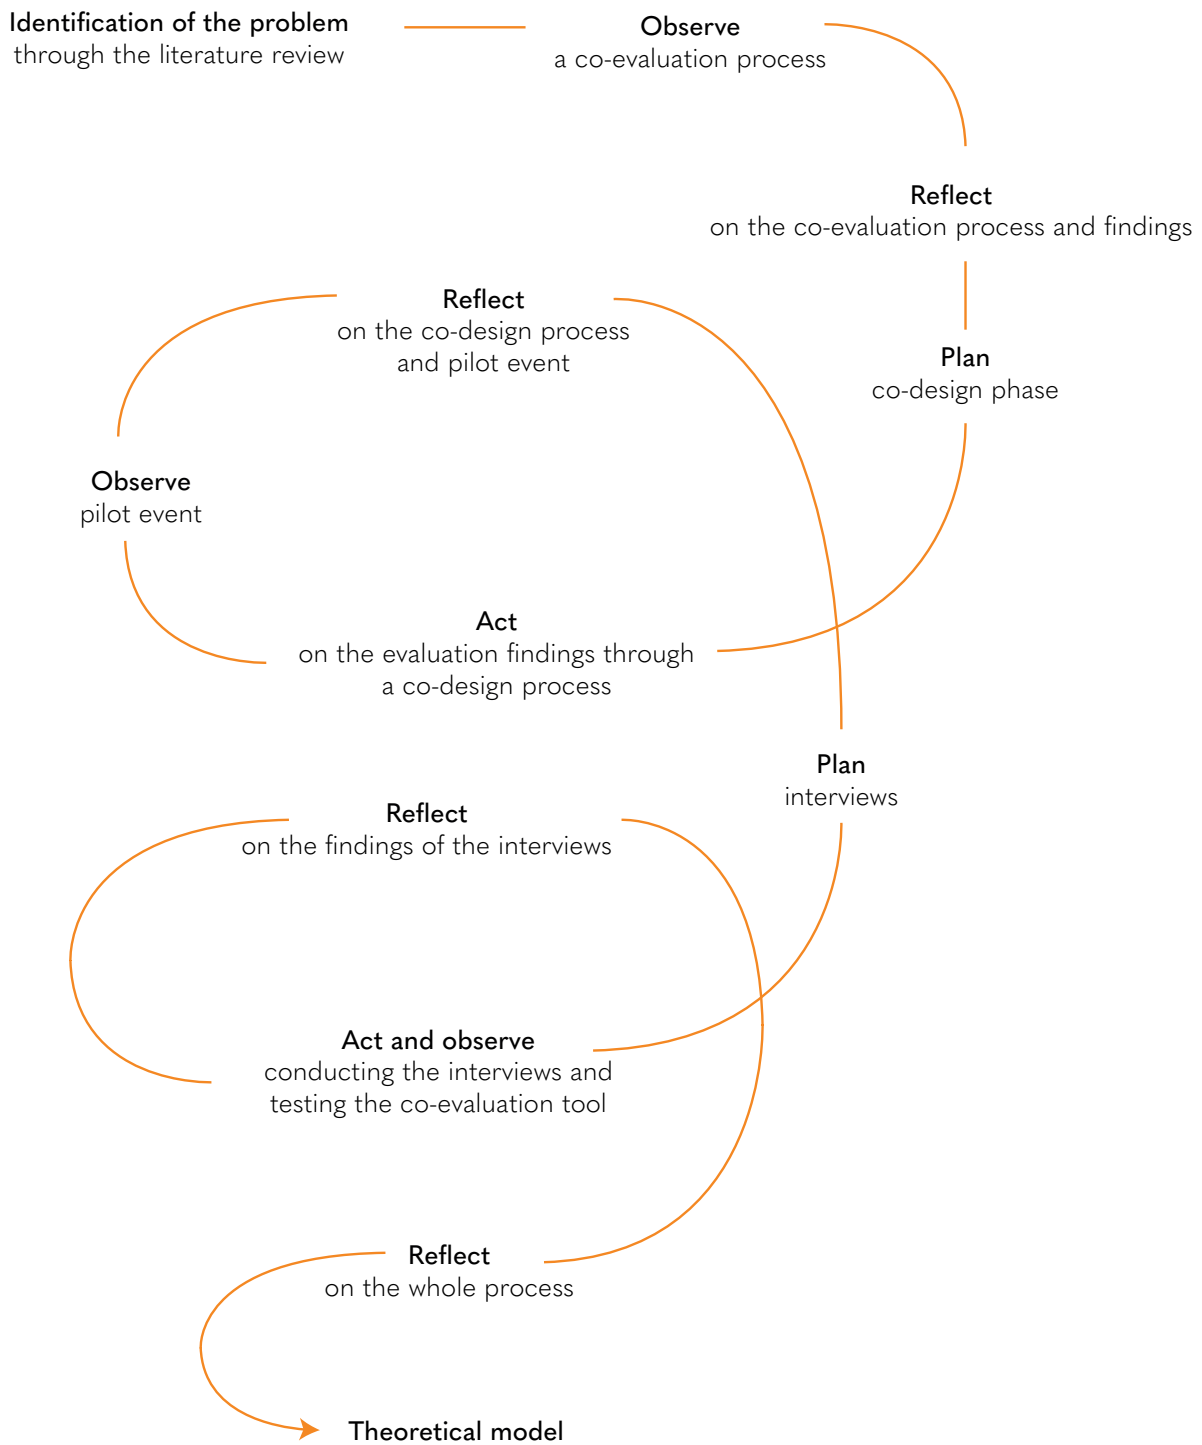 Identification of the problem
through the literature review
Observe
a co-evaluation process
Reflect
on the co-evaluation process and findings
Plan
co-design phase
Act
on the evaluation findings through
a co-design process
Observe
pilot event
Reflect
on the co-design process
and pilot event
Plan
interviews
Act and observe
conducting the interviews and
testing the co-evaluation tool
Reflect
on the findings of the interviews
Reflect
on the whole process
Theoretical model